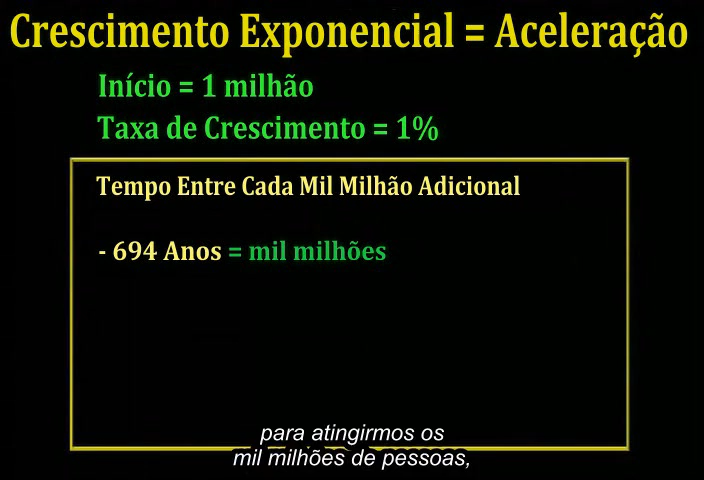 Crescimento Exponencial = Aceleração
Início = 1 milhão
Taxa de Crescimento = 1%
Tempo Entre Cada Mil Milhão Adicional
- 694 Anos = mil milhões
para atingirmos os
mil milhões de pessoas,